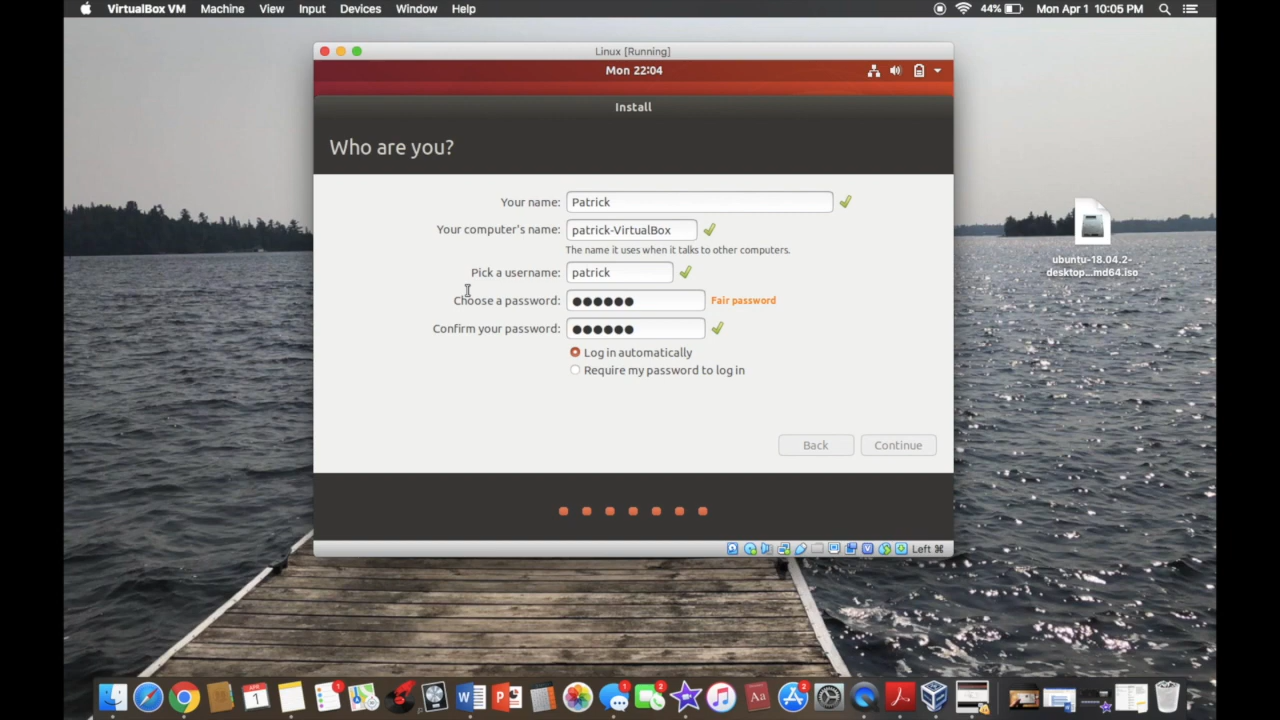 VirtualBox VM Machine View Input Devices Window Help 44% Mon Apr 1 10:05 PM
Linux [Running]
Mon 22:04
Install
Who are you?
Your name: Patrick
Your computer's name: patrick-VirtualBox
The name it uses when it talks to other computers.
Pick a username: patrick
Choose a password: ●●●●●● Fair password
Confirm your password: ●●●●●●
Log in automatically
Require my password to log in
Back Continue
ubuntu-18.04.2-
desktop...md64.iso
Left ⌘